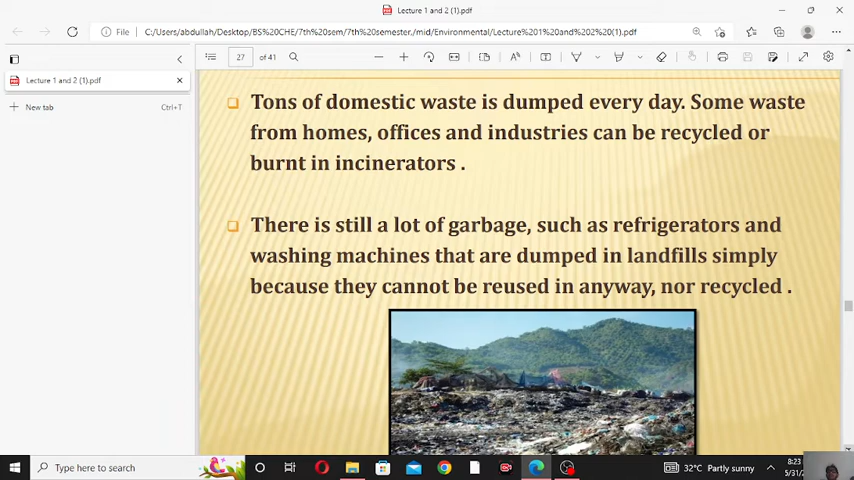 Lecture 1 and 2 (1).pdf
File C:/Users/abdullah/Desktop/BS%20CHE/7th%20sem/7th%20semester,/mid/Environmental/Lecture%201%20and%202%20(1).pdf
27 of 41
Lecture 1 and 2 (1).pdf
New tab Ctrl+T
Tons of domestic waste is dumped every day. Some waste
from homes, offices and industries can be recycled or
burnt in incinerators .
There is still a lot of garbage, such as refrigerators and
washing machines that are dumped in landfills simply
because they cannot be reused in anyway, nor recycled .
Type here to search
32°C Partly sunny
8:23